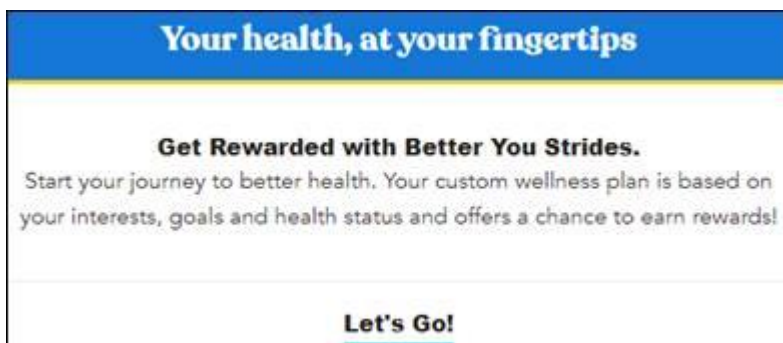 Your health, at your fingertips
Get Rewarded with Better You Strides.
Start your journey to better health. Your custom wellness plan is based on
your interests, goals and health status and offers a chance to earn rewards!
Let's Go!